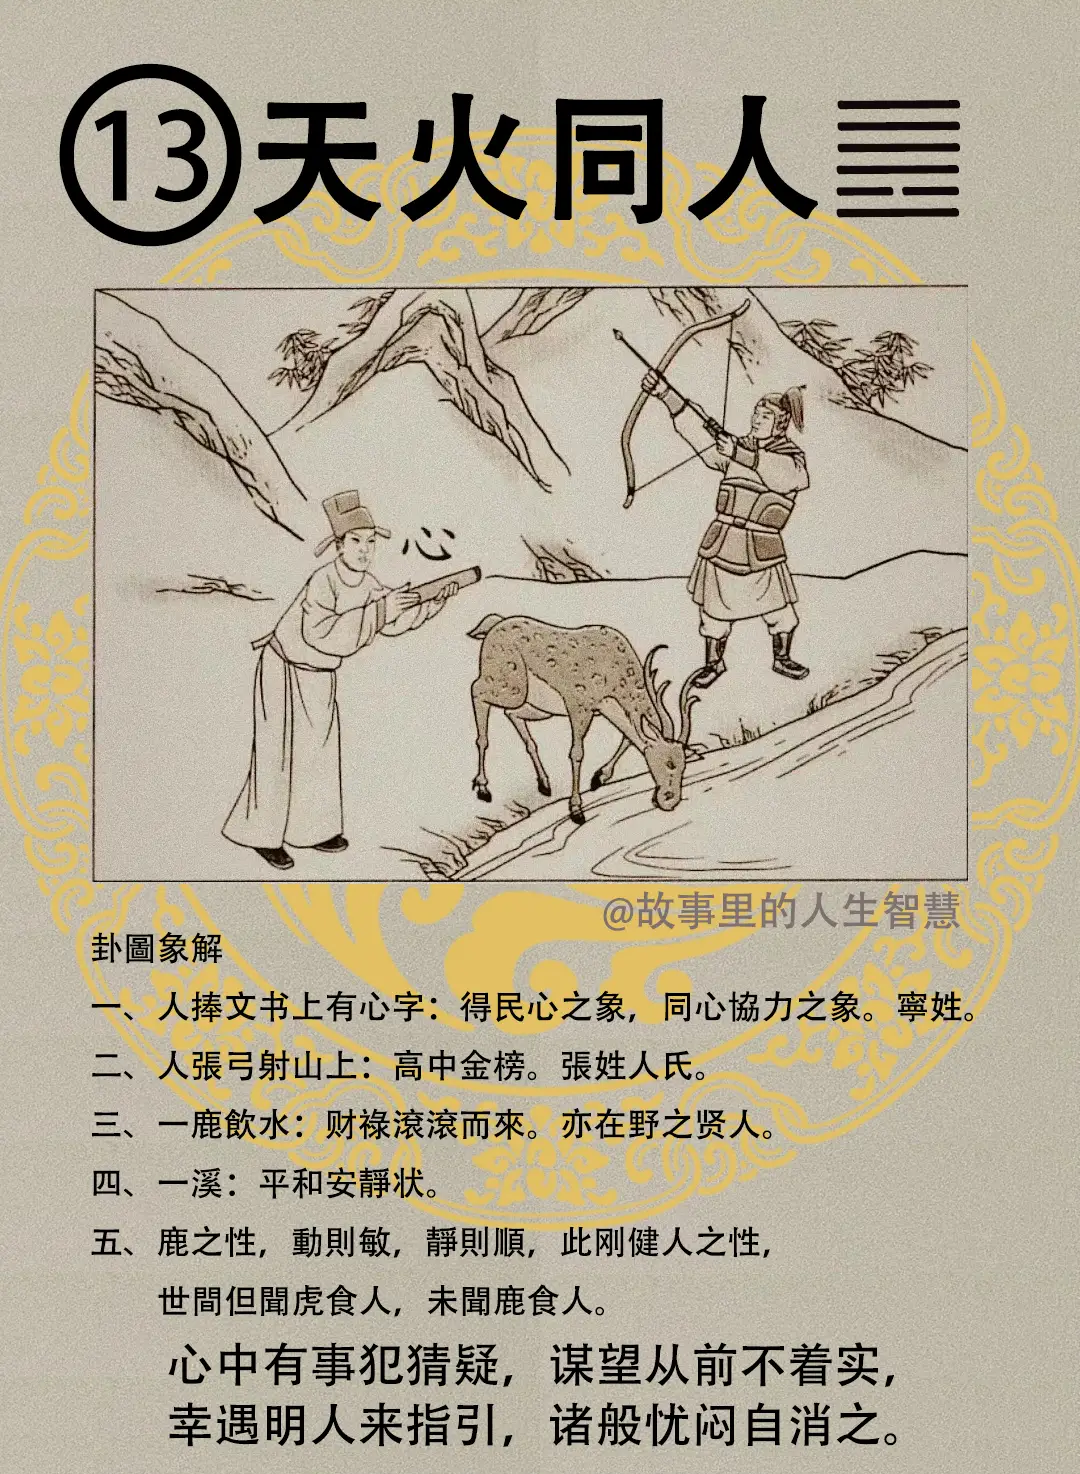 13 天火同人
心
@故事里的人生智慧
卦圖象解
一、人捧文书上有心字：得民心之象，同心協力之象。寧姓。
二、人張弓射山上：高中金榜。張姓人氏。
三、一鹿飲水：财祿滾滾而來。亦在野之贤人。
四、一溪：平和安靜状。
五、鹿之性，動則敏，靜則順，此刚健人之性，
世間但聞虎食人，未聞鹿食人。
心中有事犯猜疑，谋望从前不着实，
幸遇明人来指引，诸般忧闷自消之。